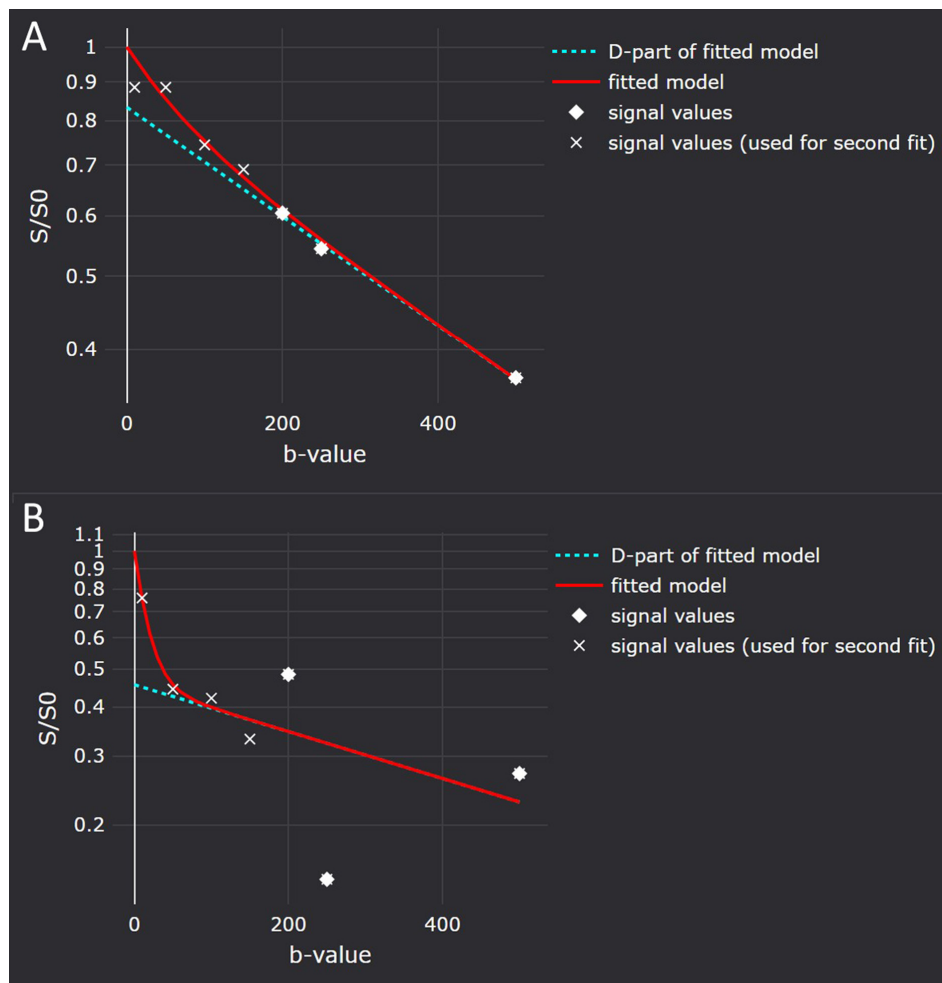 A
1
0.9
0.8
0.7
0.6
0.5
0.4
S/S0
0 200 400
b-value
D-part of fitted model
fitted model
signal values
signal values (used for second fit)
B
1.1
1
0.9
0.8
0.7
0.6
0.5
0.4
0.3
0.2
S/S0
0 200 400
b-value
D-part of fitted model
fitted model
signal values
signal values (used for second fit)